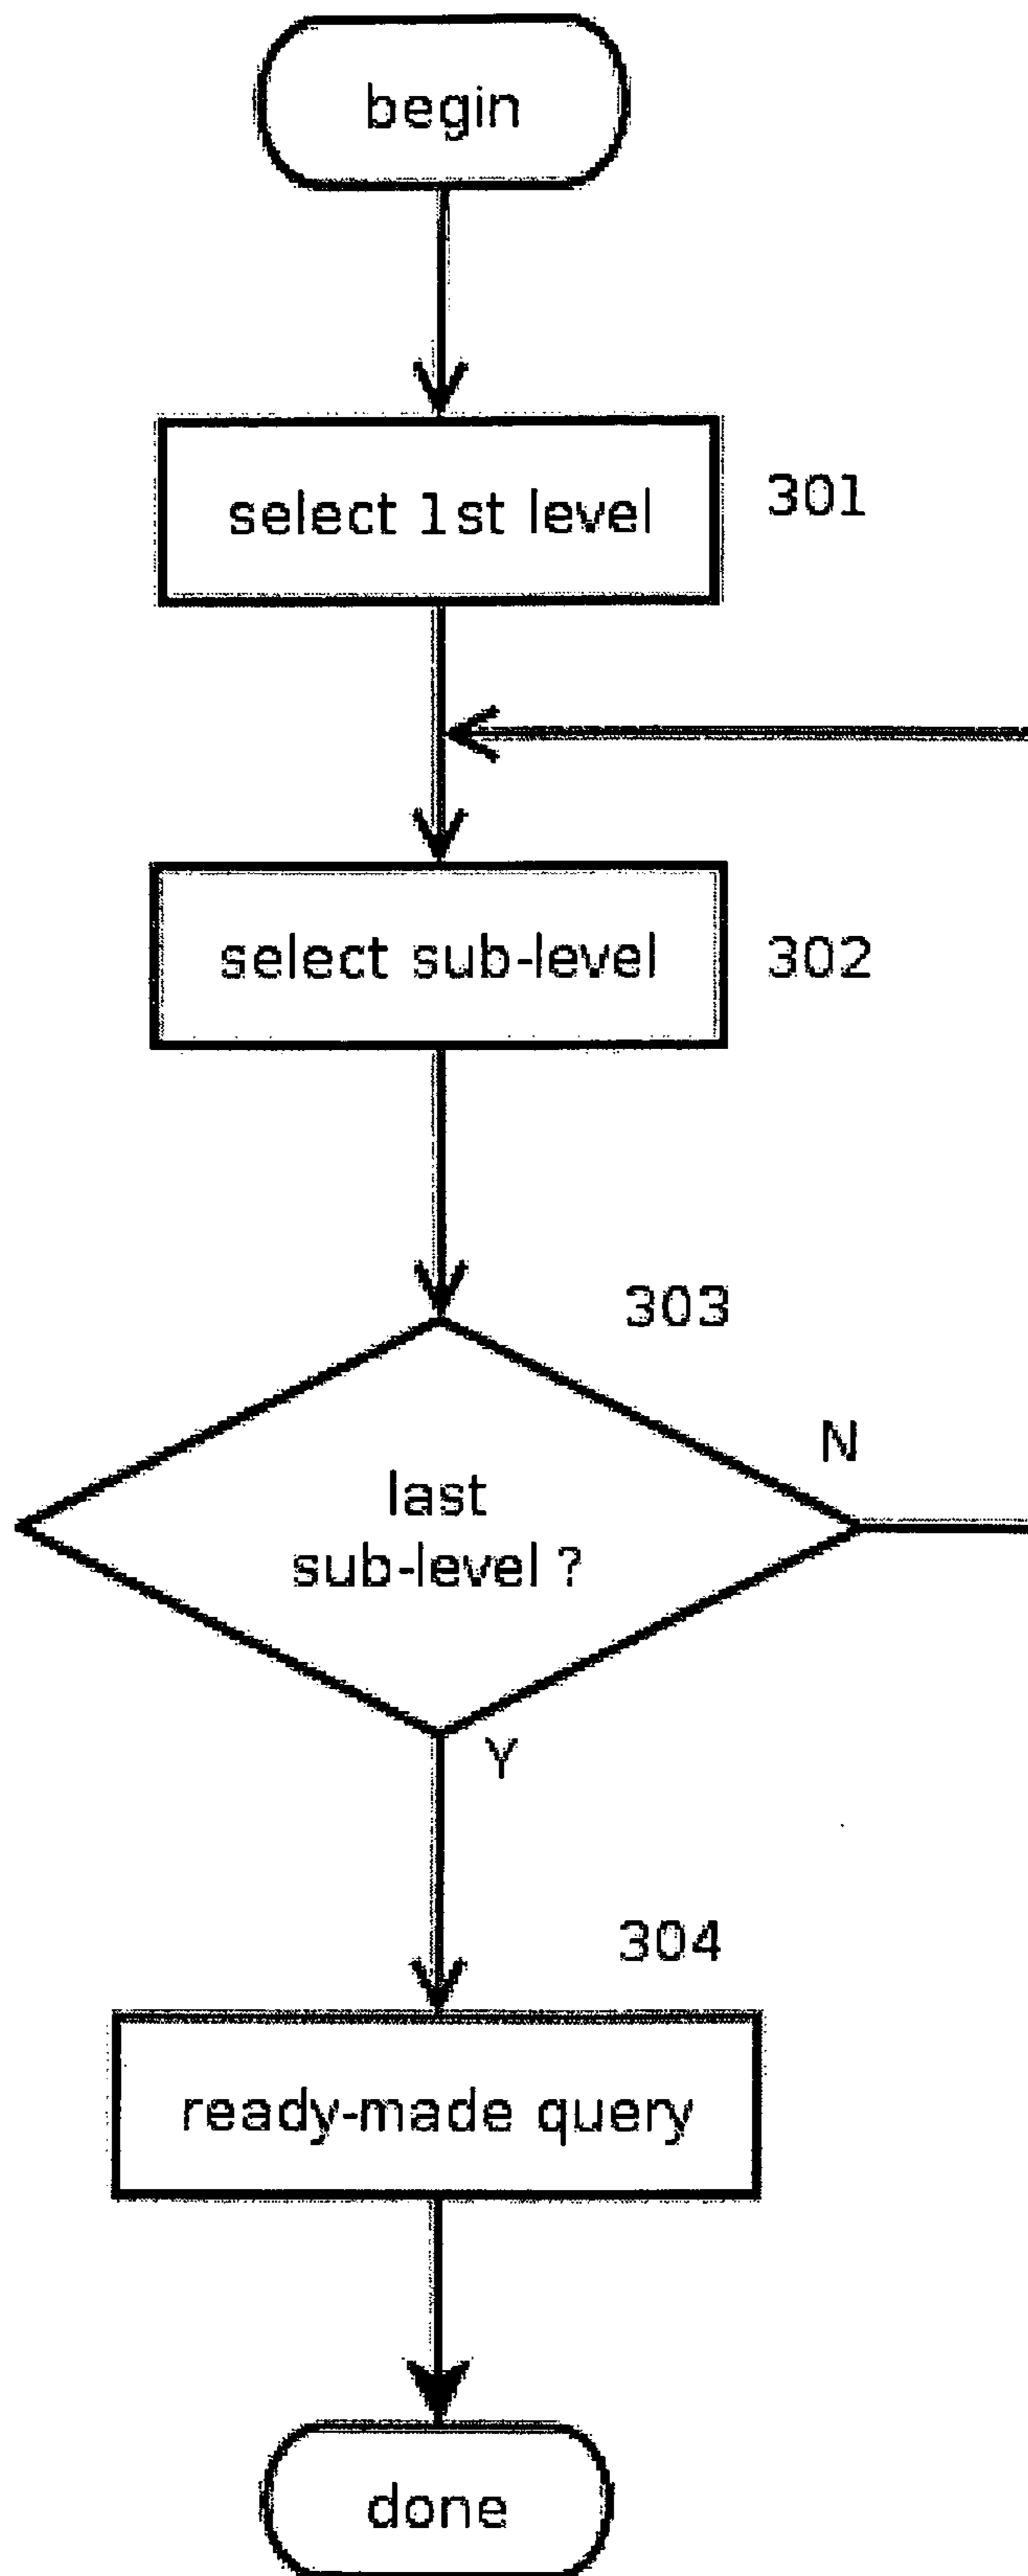 begin
select 1st level
301
select sub-level
302
303
N
last
sub-level ?
Y
304
ready-made query
done